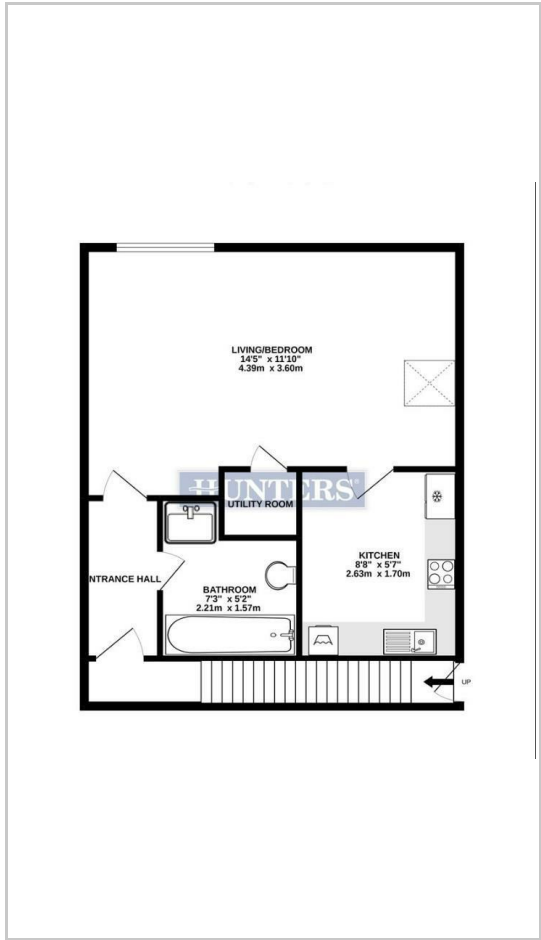 LIVING/BEDROOM
14'5" x 11'10"
4.39m x 3.60m
HUNTERS®
UTILITY ROOM
KITCHEN
8'8" x 5'7"
2.63m x 1.70m
NTRANCE HALL
BATHROOM
7'3" x 5'2"
2.21m x 1.57m
UP